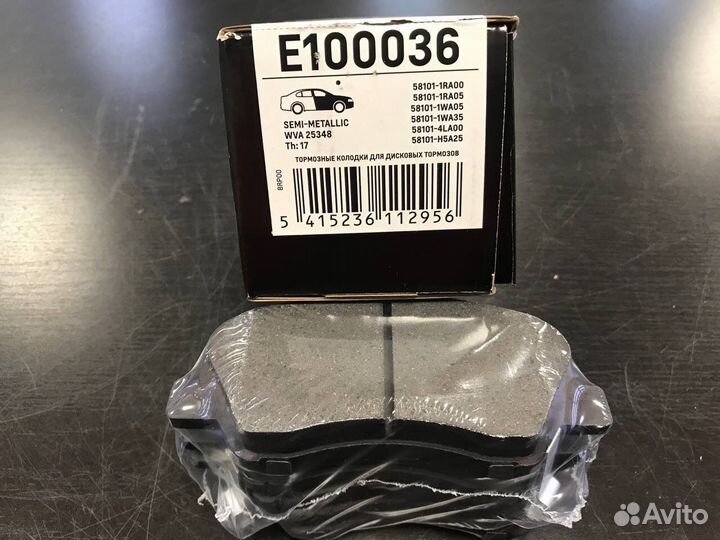 E100036
58101-1RA00
58101-1RA05
58101-1WA05
58101-1WA35
58101-4LA00
58101-H5A25
SEMI-METALLIC
WVA 25348
Th: 17
ТОРМОЗНЫЕ КОЛОДКИ ДЛЯ ДИСКОВЫХ ТОРМОЗОВ
BRP00
5 415236 112956
Avito